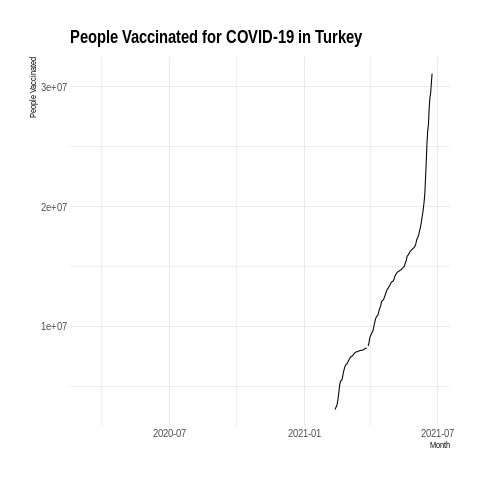 People Vaccinated for COVID-19 in Turkey
People Vaccinated
3e+07
2e+07
1e+07
2020-07
2021-01
2021-07
Month